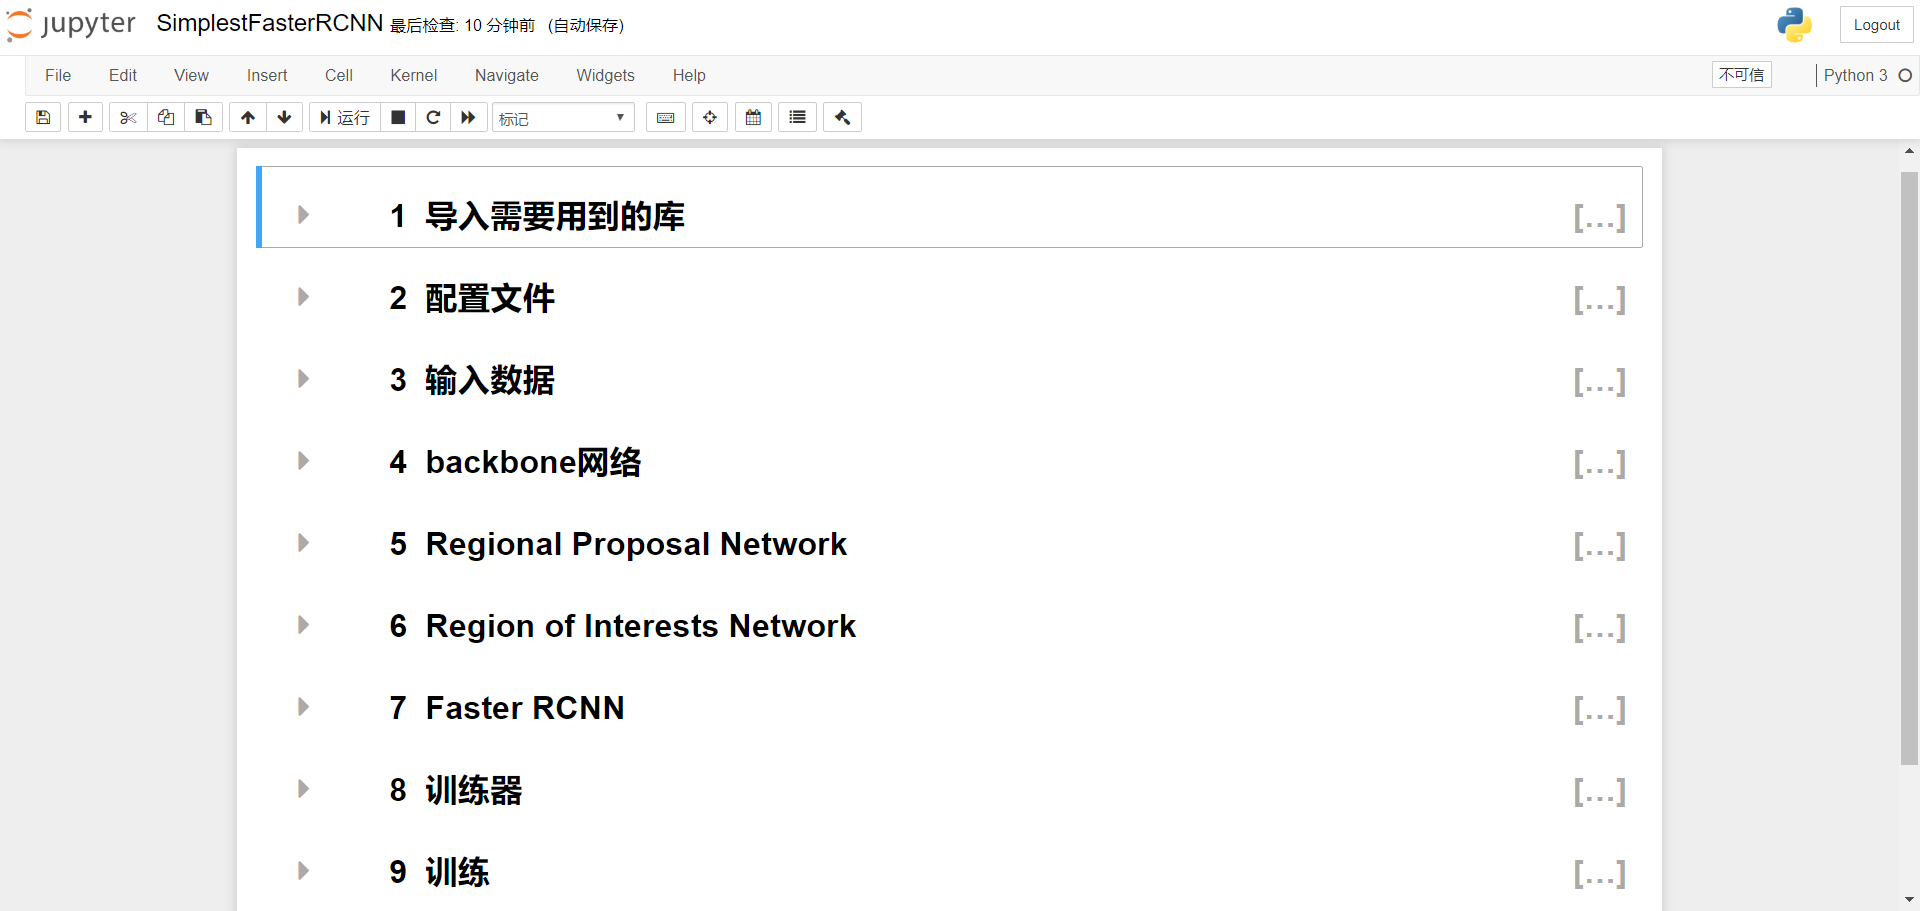 jupyter SimplestFasterRCNN 最后检查: 10 分钟前 (自动保存) Logout
File Edit View Insert Cell Kernel Navigate Widgets Help 不可信 Python 3
运行 标记
1 导入需要用到的库 [...]
2 配置文件 [...]
3 输入数据 [...]
4 backbone网络 [...]
5 Regional Proposal Network [...]
6 Region of Interests Network [...]
7 Faster RCNN [...]
8 训练器 [...]
9 训练 [...]